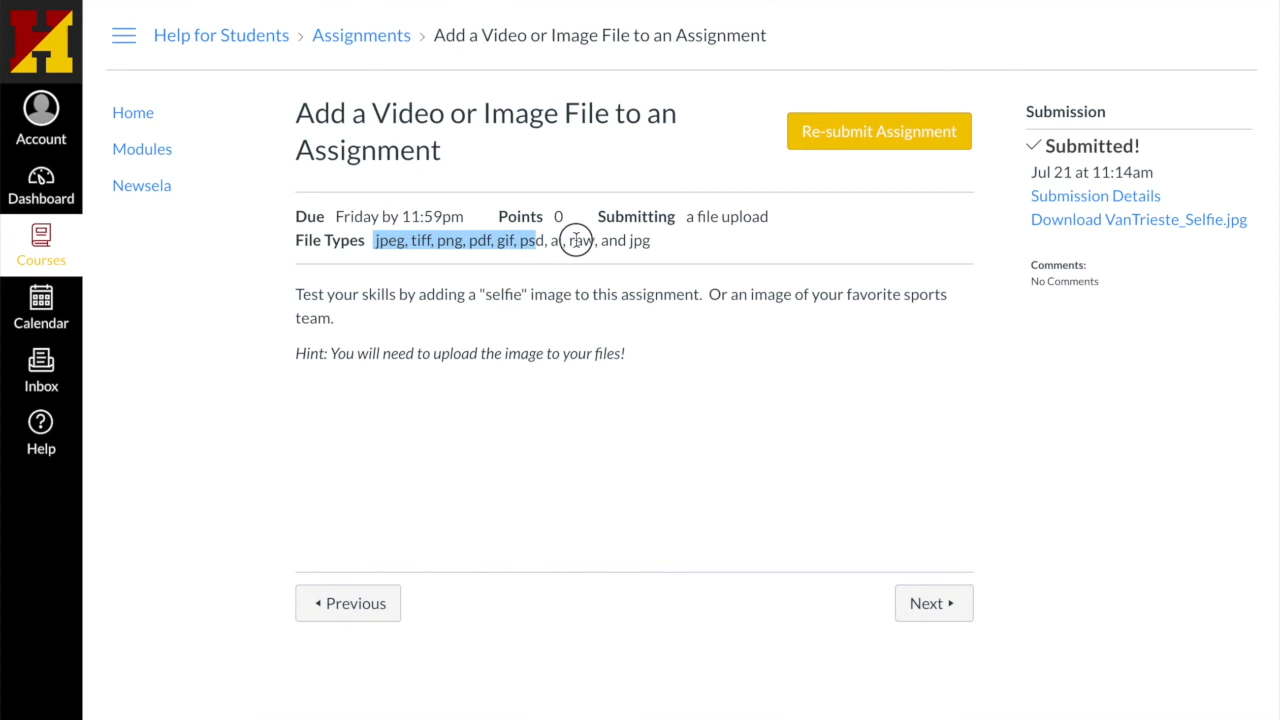 H
Account
Dashboard
Courses
Calendar
Inbox
Help
Help for Students › Assignments › Add a Video or Image File to an Assignment
Home
Modules
Newsela
Add a Video or Image File to an
Assignment
Re-submit Assignment
Due Friday by 11:59pm Points 0 Submitting a file upload
File Types jpeg, tiff, png, pdf, gif, psd, ai, raw, and jpg
Test your skills by adding a "selfie" image to this assignment. Or an image of your favorite sports
team.
Hint: You will need to upload the image to your files!
Previous
Next
Submission
Submitted!
Jul 21 at 11:14am
Submission Details
Download VanTrieste_Selfie.jpg
Comments:
No Comments